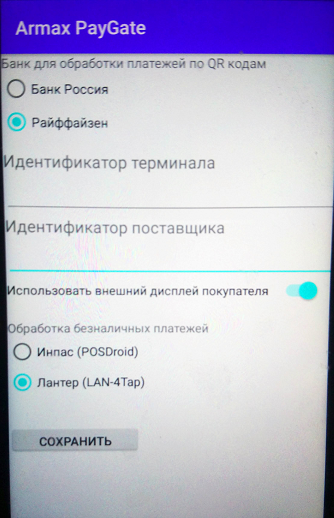 Armax PayGate
Банк для обработки платежей по QR кодам
Банк Россия
Райффайзен
Идентификатор терминала
Идентификатор поставщика
Использовать внешний дисплей покупателя
Обработка безналичных платежей
Инпас (POSDroid)
Лантер (LAN-4Tap)
СОХРАНИТЬ